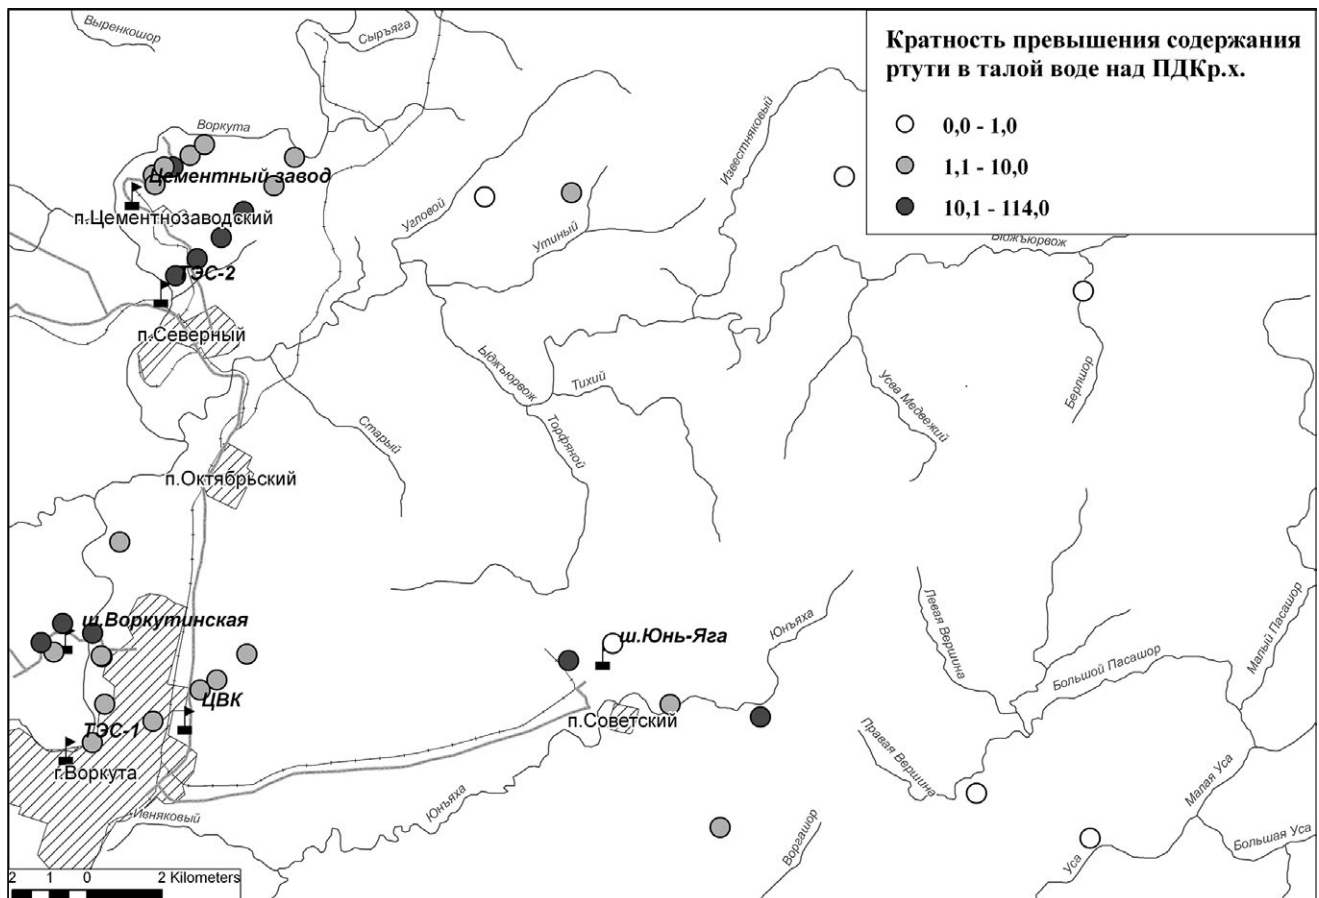 Выренкошор
Сыръяга
Кратность превышения содержания
ртути в талой воде над ПДКр.х.
0,0 - 1,0
1,1 - 10,0
10,1 - 114,0
Воркута
Цементный завод
п.Цементнозаводский
Угловой
Утиный
Известняковый
Ыджъюрвож
ТЭС-2
п.Северный
Ыджъюрвож
Тихий
Торфяной
Старый
Усва Медвежий
Берлшор
п.Октябрьский
ш.Воркутинская
ш.Юнь-Яга
Юнъяха
Левая Вершина
Большой Пасашор
Малый Пасашор
ЦВК
п.Советский
ТЭС-1
г.Воркута
Правая Вершина
Малая Уса
Ивняковый
Юнъяха
Воргашор
Уса
Большая Уса
2 1 0 2 Kilometers